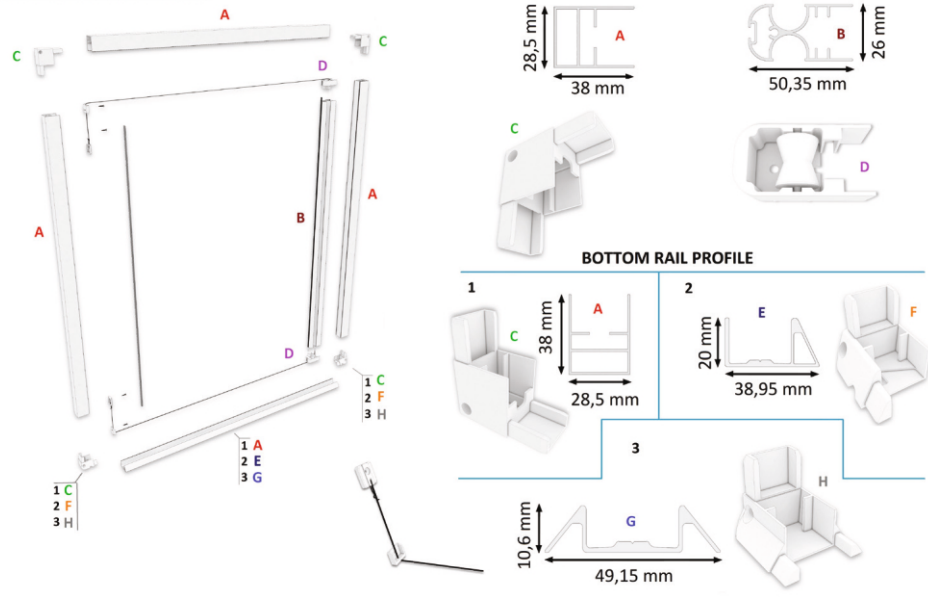 A
C
C
D
A
A
B
D
1 C
2 F
3 H
1 A
2 E
3 G
1 C
2 F
3 H
28,5 mm
A
38 mm
B
26 mm
50,35 mm
C
D
BOTTOM RAIL PROFILE
1
C
38 mm
A
28,5 mm
2
E
F
20 mm
38,95 mm
3
H
10,6 mm
G
49,15 mm